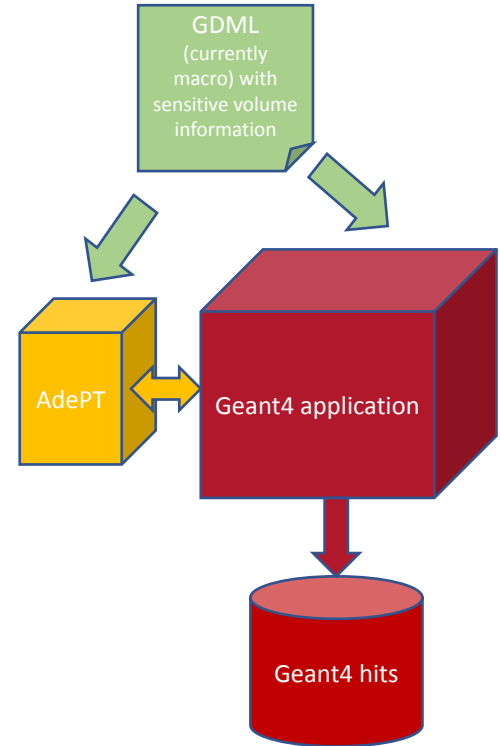 GDML
(currently
macro) with
sensitive volume
information
AdePT
Geant4 application
Geant4 hits